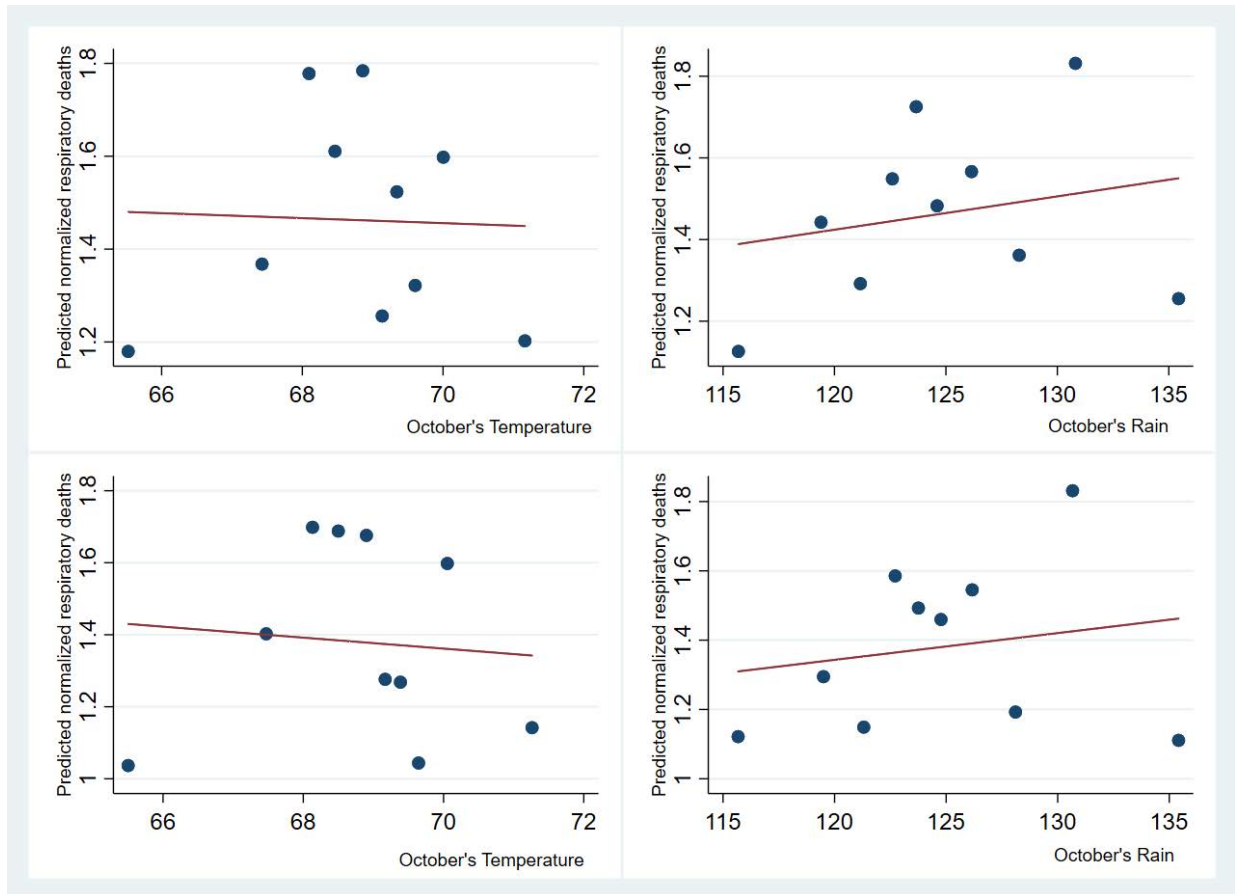 Predicted normalized respiratory deaths
1.8
1.6
1.4
1.2
66 68 70 72
October's Temperature
Predicted normalized respiratory deaths
1.8
1.6
1.4
1.2
115 120 125 130 135
October's Rain
Predicted normalized respiratory deaths
1.8
1.6
1.4
1.2
1
66 68 70 72
October's Temperature
Predicted normalized respiratory deaths
1.8
1.6
1.4
1.2
1
115 120 125 130 135
October's Rain